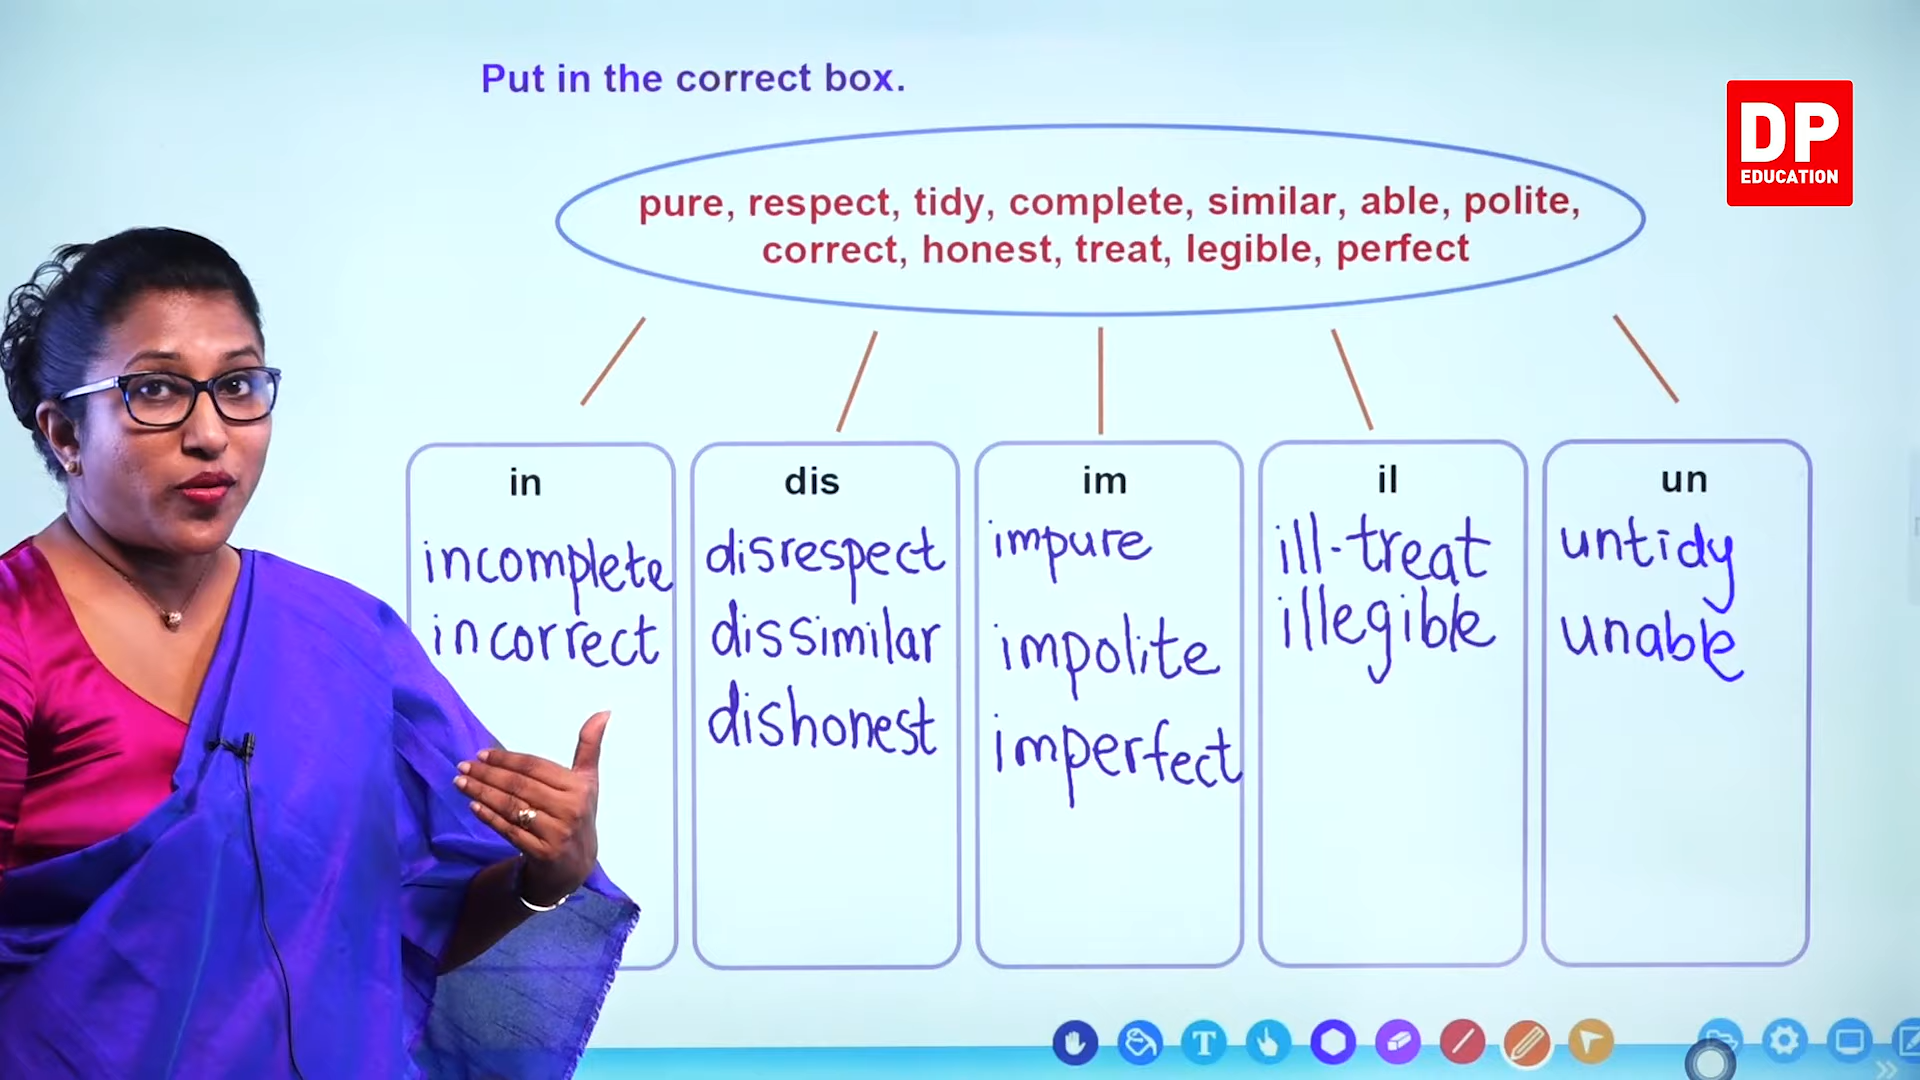 Put in the correct box.
DP
EDUCATION
pure, respect, tidy, complete, similar, able, polite,
correct, honest, treat, legible, perfect
in
incomplete
incorrect
dis
disrespect
dissimilar
dishonest
im
impure
impolite
imperfect
il
ill-treat
illegible
un
untidy
unable
T